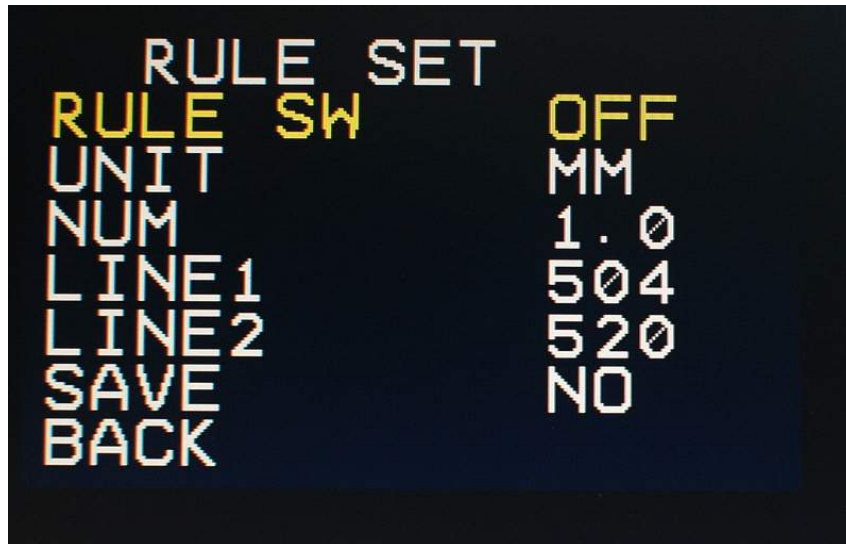 RULE SET
RULE SW OFF
UNIT MM
NUM 1.0
LINE1 504
LINE2 520
SAVE NO
BACK